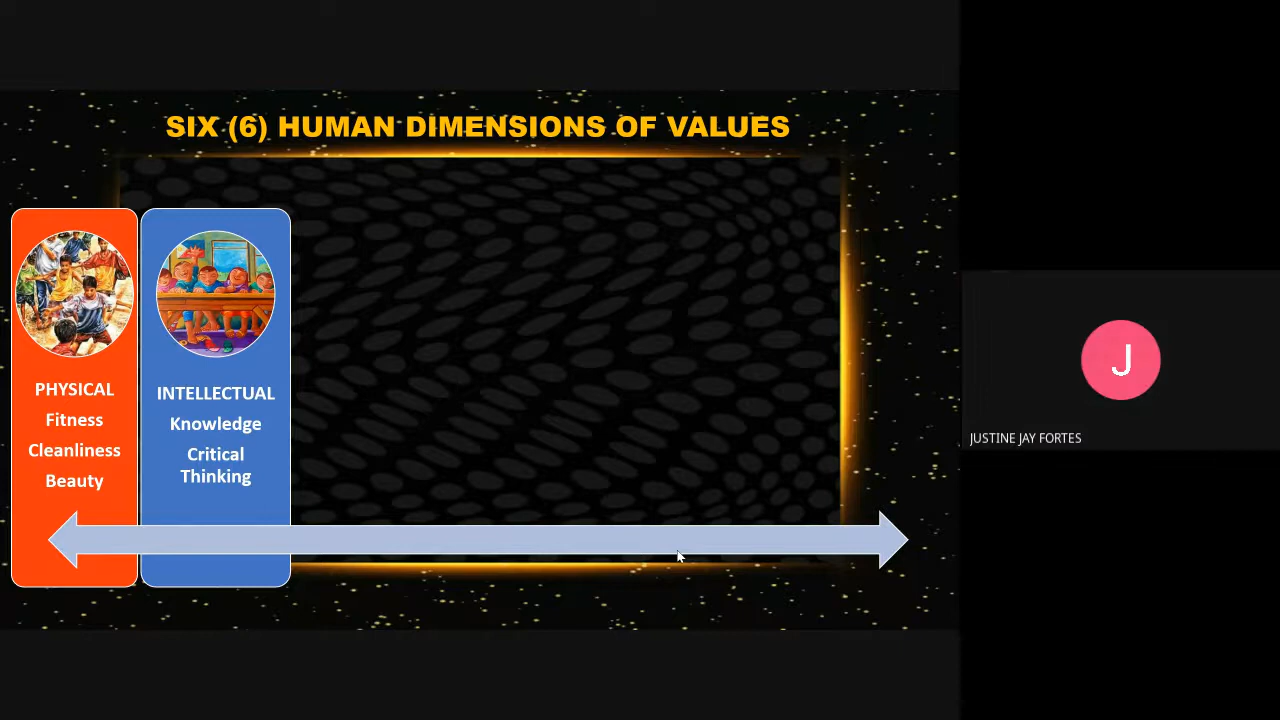 SIX (6) HUMAN DIMENSIONS OF VALUES
PHYSICAL
Fitness
Cleanliness
Beauty
INTELLECTUAL
Knowledge
Critical
Thinking
J
JUSTINE JAY FORTES